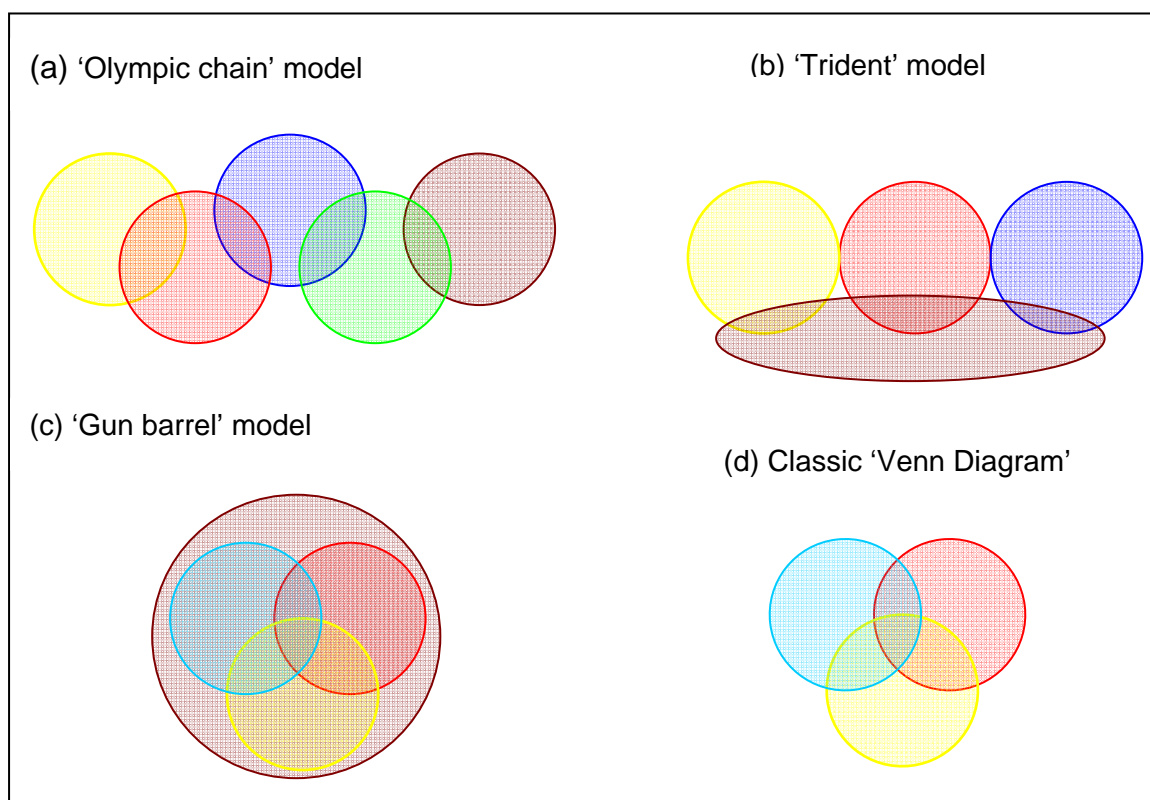 (a) ‘Olympic chain’ model
(b) ‘Trident’ model
(c) ‘Gun barrel’ model
(d) Classic ‘Venn Diagram’